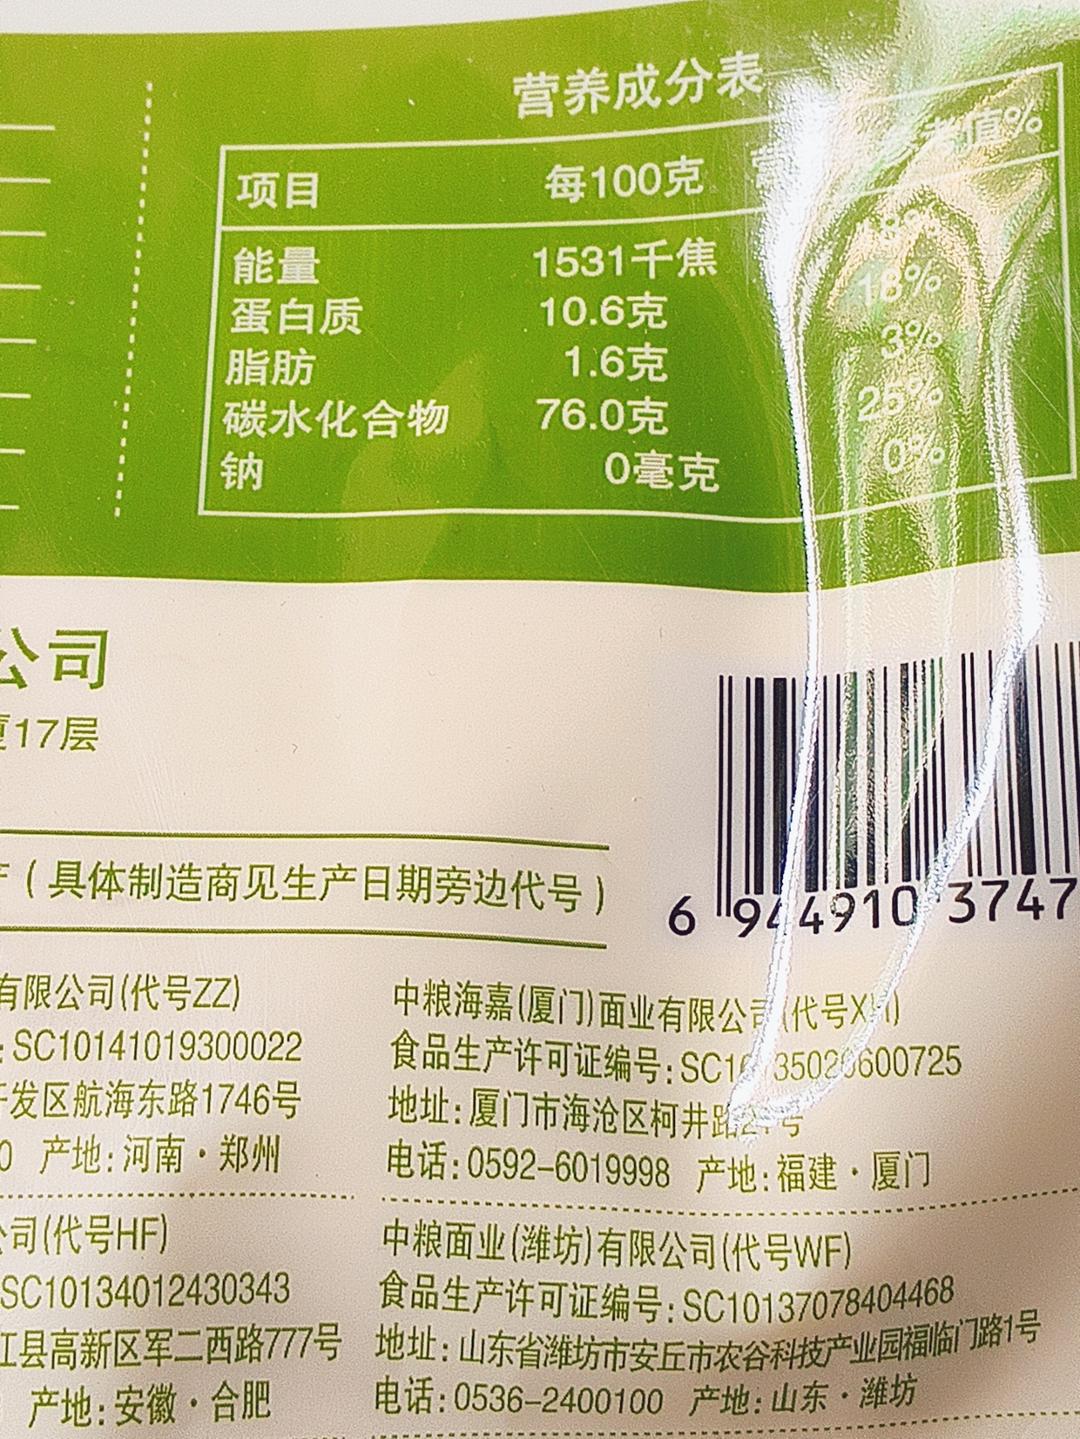 营养成分表
项目 每100克 参考值%
能量 1531千焦
蛋白质 10.6克 18%
脂肪 1.6克 3%
碳水化合物 76.0克 25%
钠 0毫克 0%
公司
17层
(具体制造商见生产日期旁边代号)
6 944910 3747
有限公司(代号ZZ)
: SC10141019300022
开发区航海东路1746号
0 产地:河南·郑州
中粮海嘉(厦门)面业有限公司(代号XH)
食品生产许可证编号:SC10135020600725
地址:厦门市海沧区柯井路 号
电话:0592-6019998 产地:福建·厦门
公司(代号HF)
SC10134012430343
江县高新区军二西路777号
产地:安徽·合肥
中粮面业(潍坊)有限公司(代号WF)
食品生产许可证编号:SC10137078404468
地址:山东省潍坊市安丘市农谷科技产业园福临门路1号
电话:0536-2400100 产地:山东·潍坊